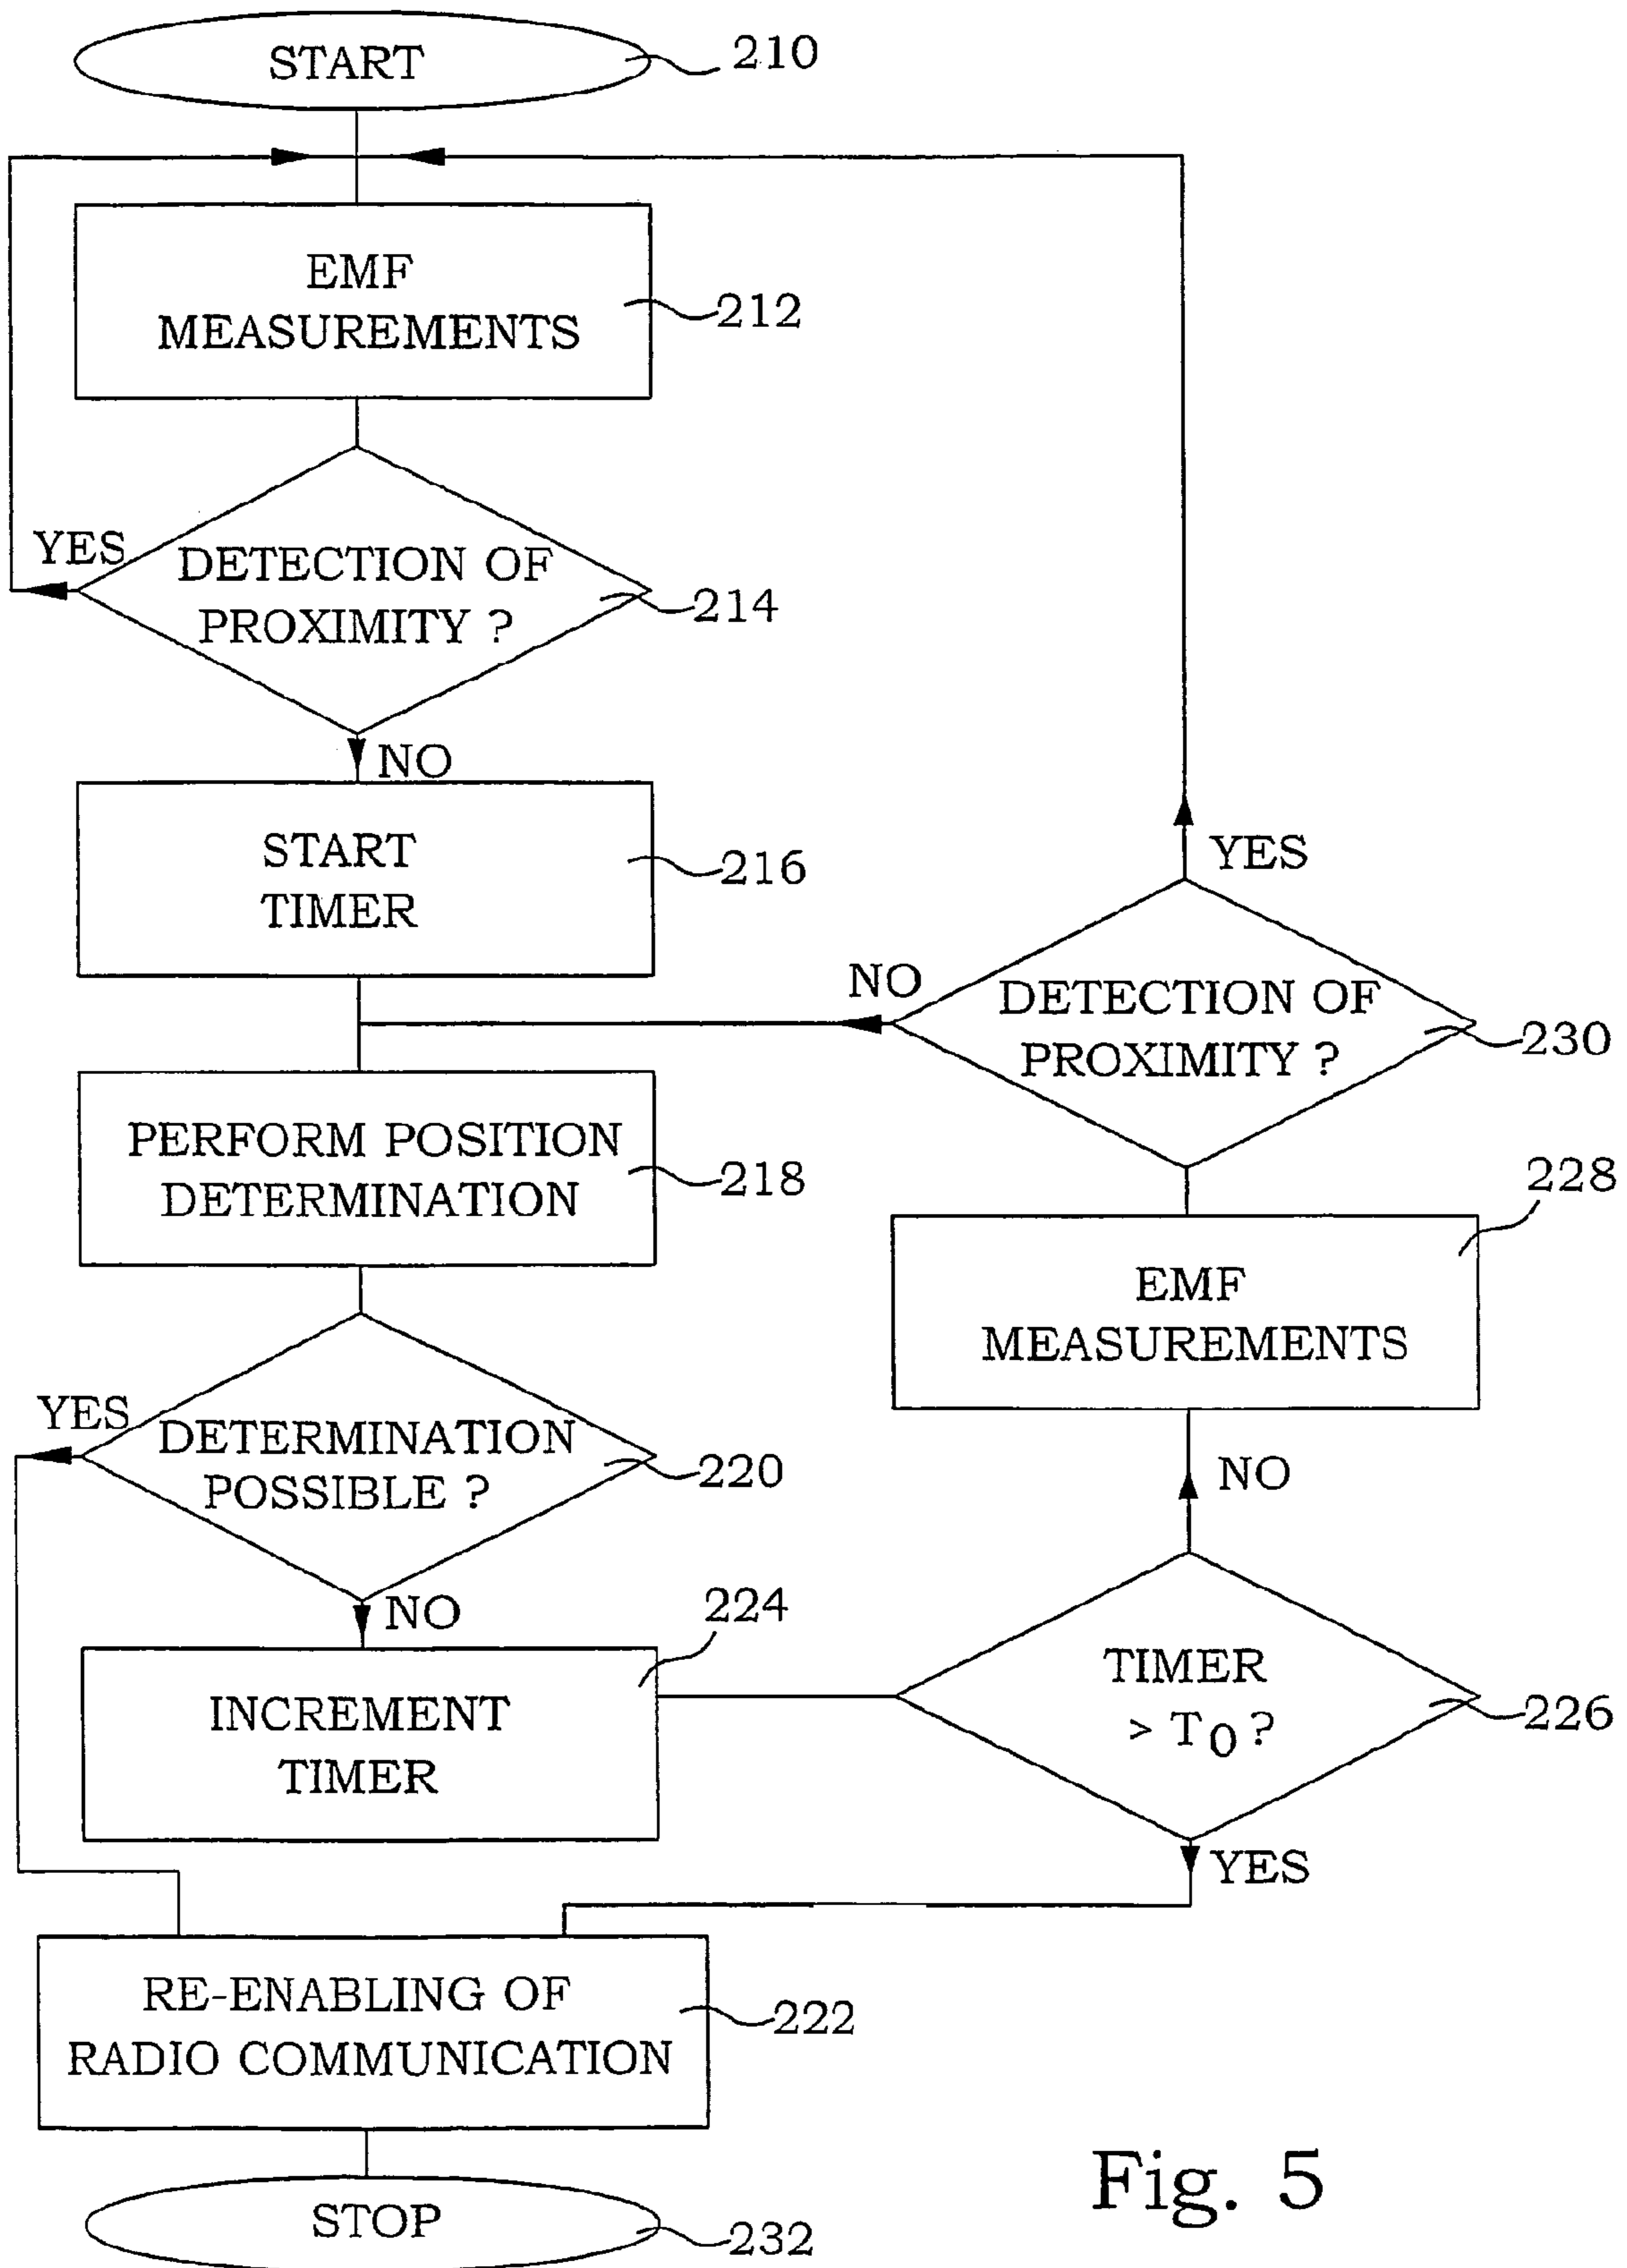 START
210
EMF
MEASUREMENTS
212
YES
DETECTION OF
PROXIMITY ?
214
NO
START
TIMER
216
YES
NO
DETECTION OF
PROXIMITY ?
230
PERFORM POSITION
DETERMINATION
218
228
EMF
MEASUREMENTS
YES
DETERMINATION
POSSIBLE ?
220
NO
NO
224
INCREMENT
TIMER
TIMER
> T0 ?
226
YES
RE-ENABLING OF
RADIO COMMUNICATION
222
STOP
232
Fig. 5